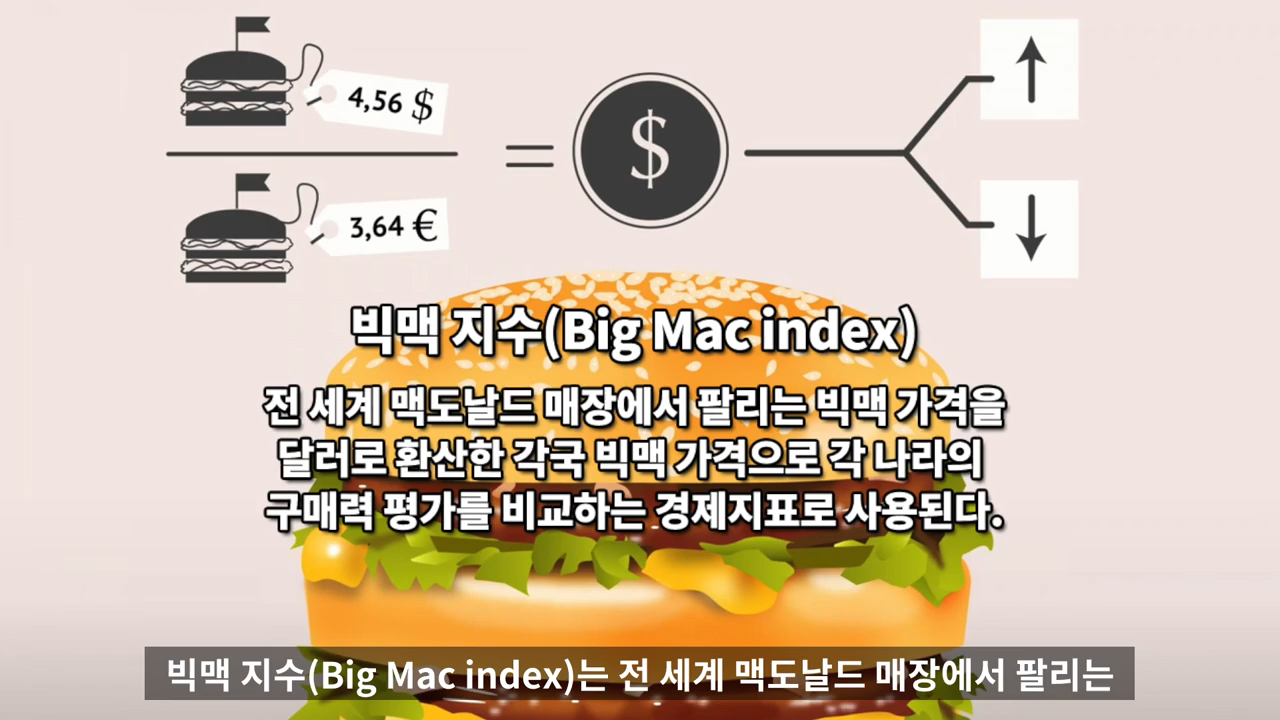 4,56 $
3,64 €
=
$
빅맥 지수(Big Mac index)
전 세계 맥도날드 매장에서 팔리는 빅맥 가격을
달러로 환산한 각국 빅맥 가격으로 각 나라의
구매력 평가를 비교하는 경제지표로 사용된다.
빅맥 지수(Big Mac index)는 전 세계 맥도날드 매장에서 팔리는